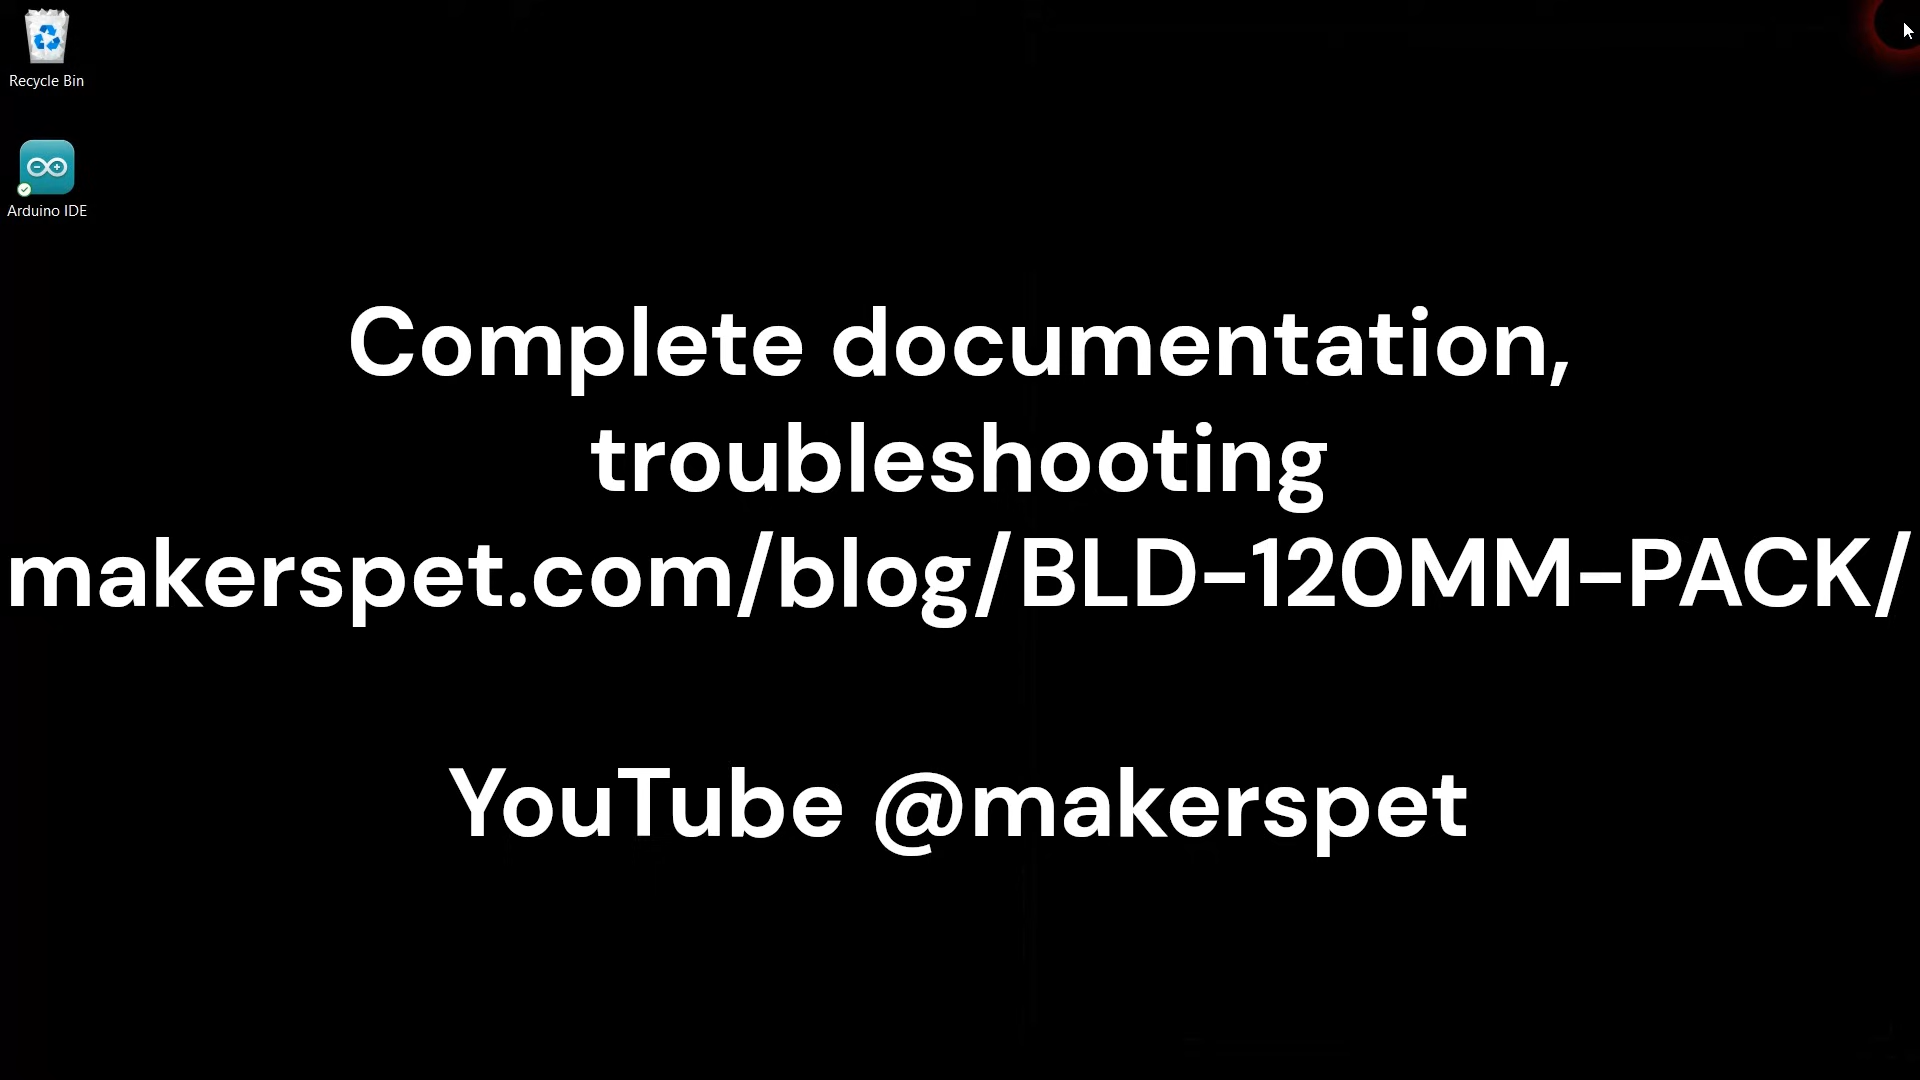 Recycle Bin
Arduino IDE
Complete documentation,
troubleshooting
makerspet.com/blog/BLD-120MM-PACK/
YouTube @makerspet